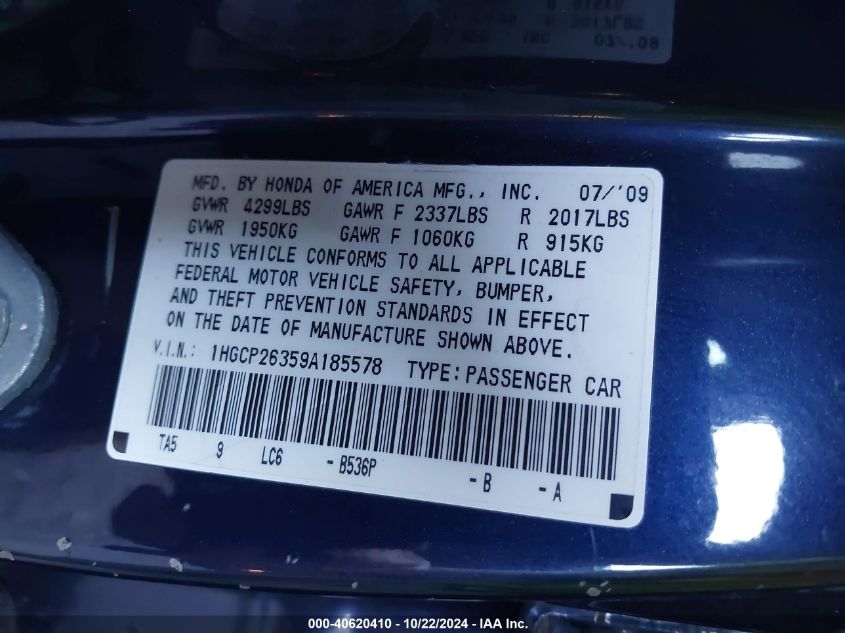 MFD. BY HONDA OF AMERICA MFG., INC. 07/'09
GVWR 4299LBS GAWR F 2337LBS R 2017LBS
GVWR 1950KG GAWR F 1060KG R 915KG
THIS VEHICLE CONFORMS TO ALL APPLICABLE
FEDERAL MOTOR VEHICLE SAFETY, BUMPER,
AND THEFT PREVENTION STANDARDS IN EFFECT
ON THE DATE OF MANUFACTURE SHOWN ABOVE.
V.I.N.: 1HGCP26359A185578 TYPE:PASSENGER CAR
TA5 9 LC6 -B536P -B -A
000-40620410 - 10/22/2024 - IAA Inc.